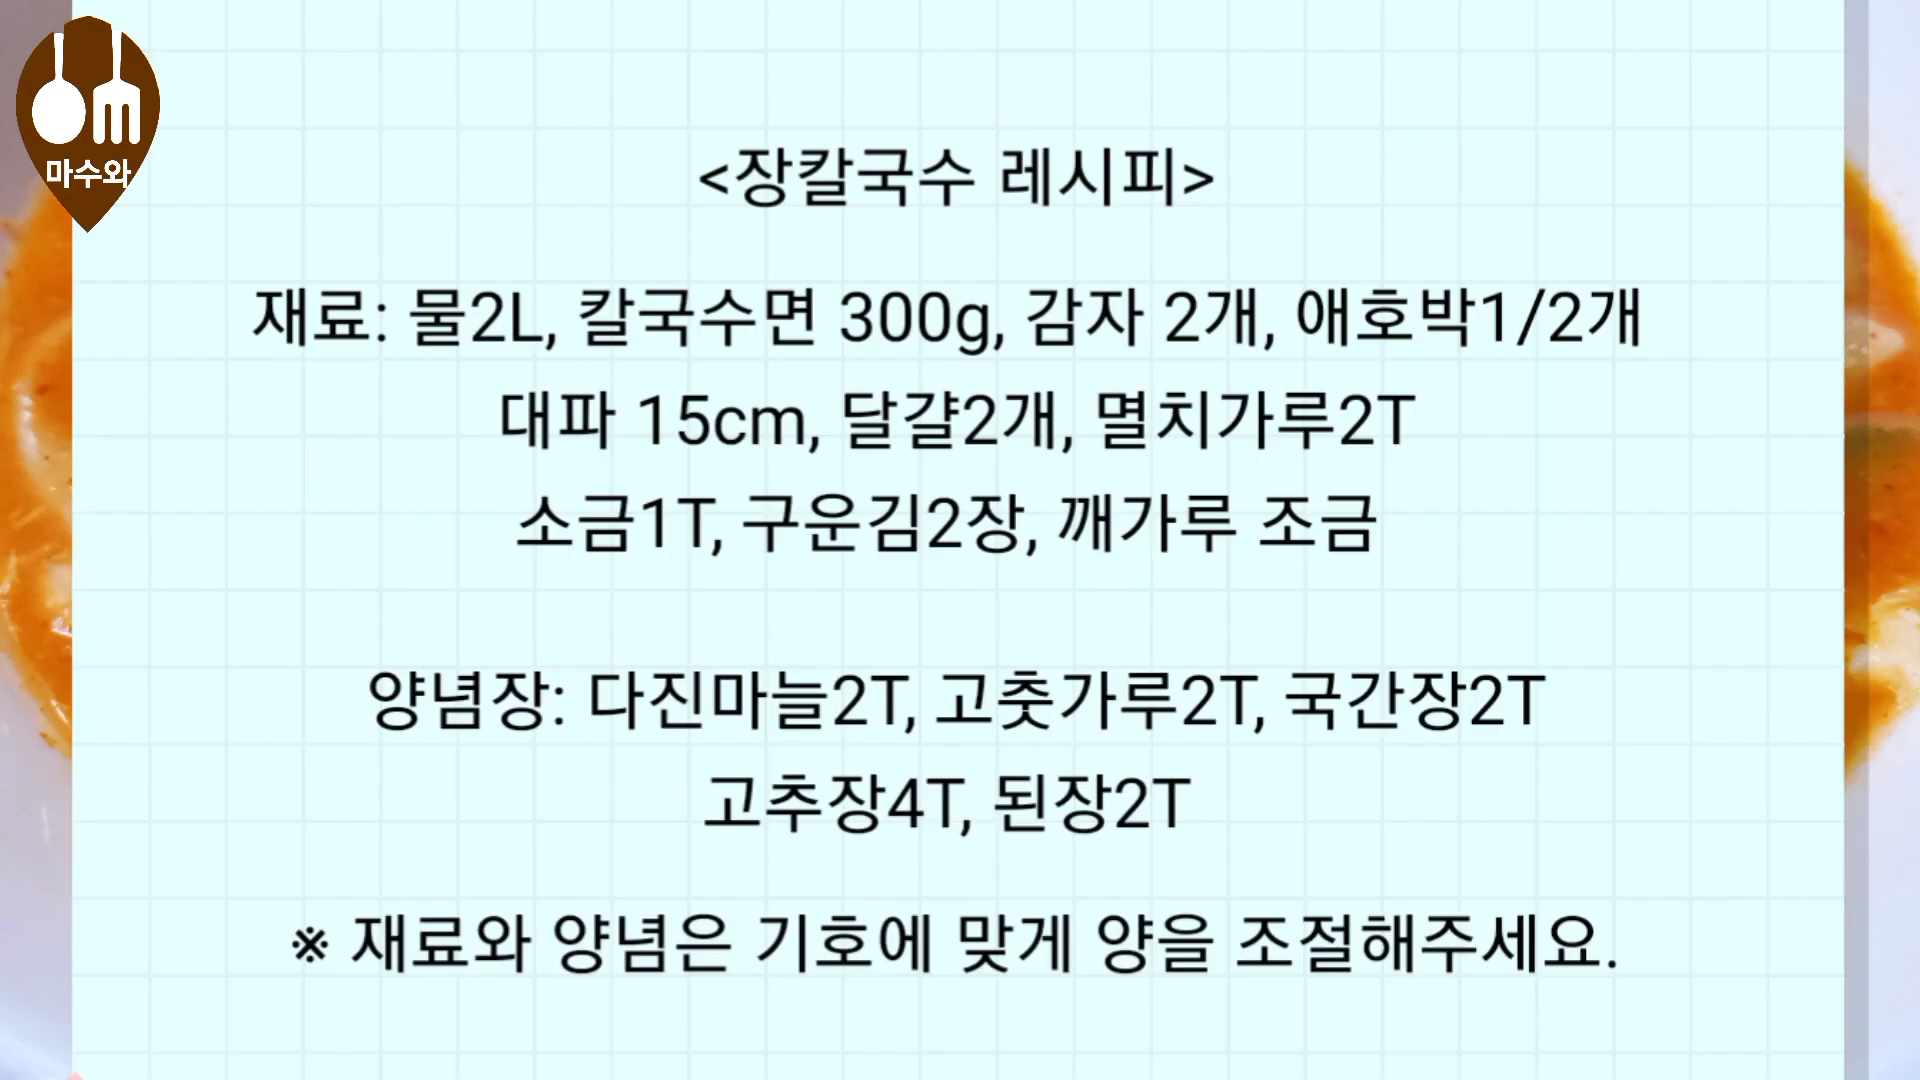 마수와
<장칼국수 레시피>
재료: 물2L, 칼국수면 300g, 감자 2개, 애호박1/2개
대파 15cm, 달걀2개, 멸치가루2T
소금1T, 구운김2장, 깨가루 조금
양념장: 다진마늘2T, 고춧가루2T, 국간장2T
고추장4T, 된장2T
※ 재료와 양념은 기호에 맞게 양을 조절해주세요.